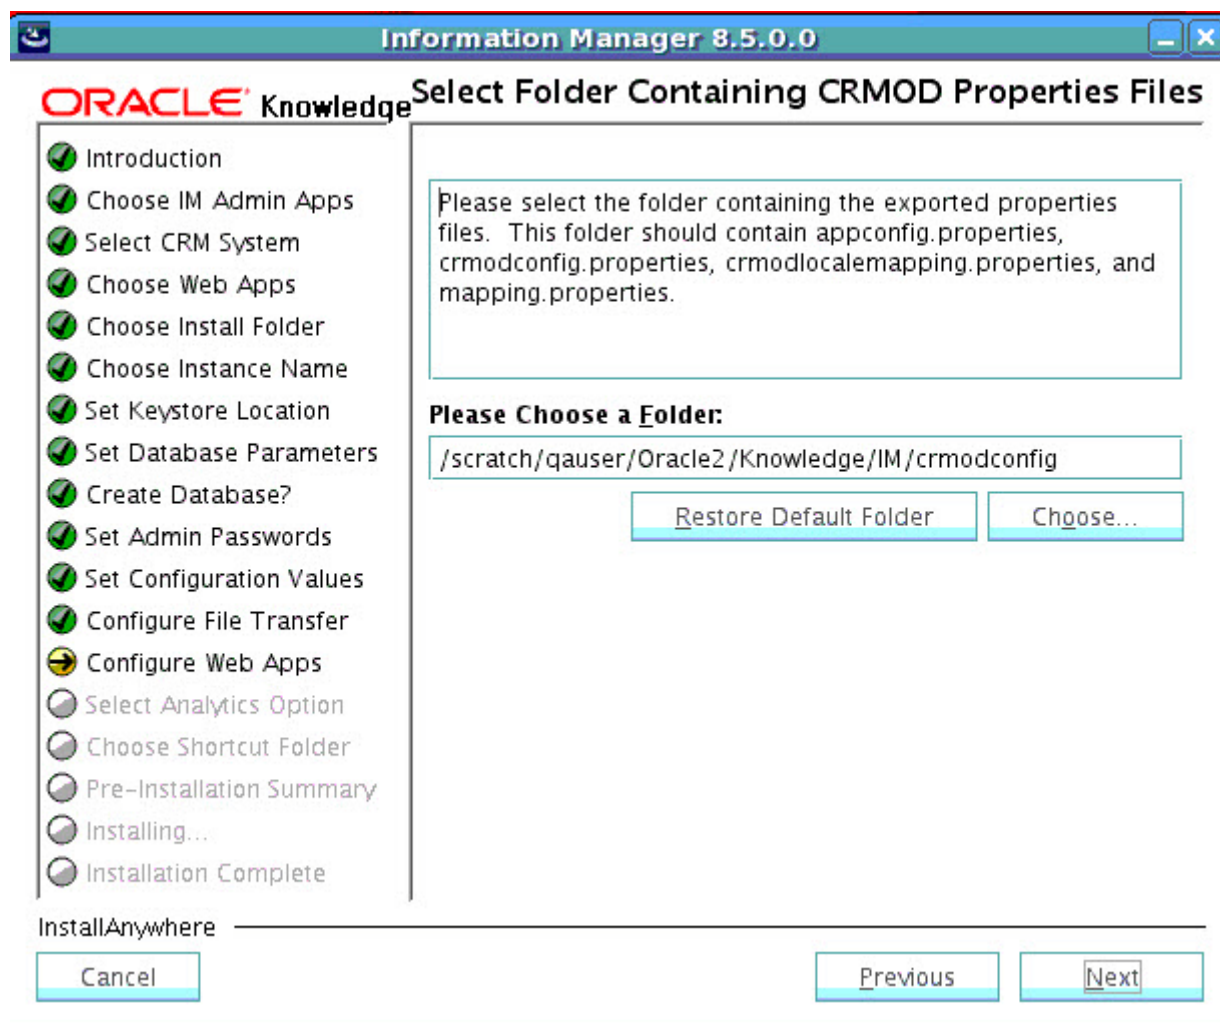 Information Manager 8.5.0.0
ORACLE' Knowledge
Select Folder Containing CRMOD Properties Files
Introduction
Choose IM Admin Apps
Select CRM System
Choose Web Apps
Choose Install Folder
Choose Instance Name
Set Keystore Location
Set Database Parameters
Create Database?
Set Admin Passwords
Set Configuration Values
Configure File Transfer
Configure Web Apps
Select Analytics Option
Choose Shortcut Folder
Pre-Installation Summary
Installing...
Installation Complete
Please select the folder containing the exported properties
files.  This folder should contain appconfig.properties,
crmodconfig.properties, crmodlocalemapping.properties, and
mapping.properties.
Please Choose a Folder:
/scratch/qauser/Oracle2/Knowledge/IM/crmodconfig
Restore Default Folder
Choose...
InstallAnywhere
Cancel
Previous
Next